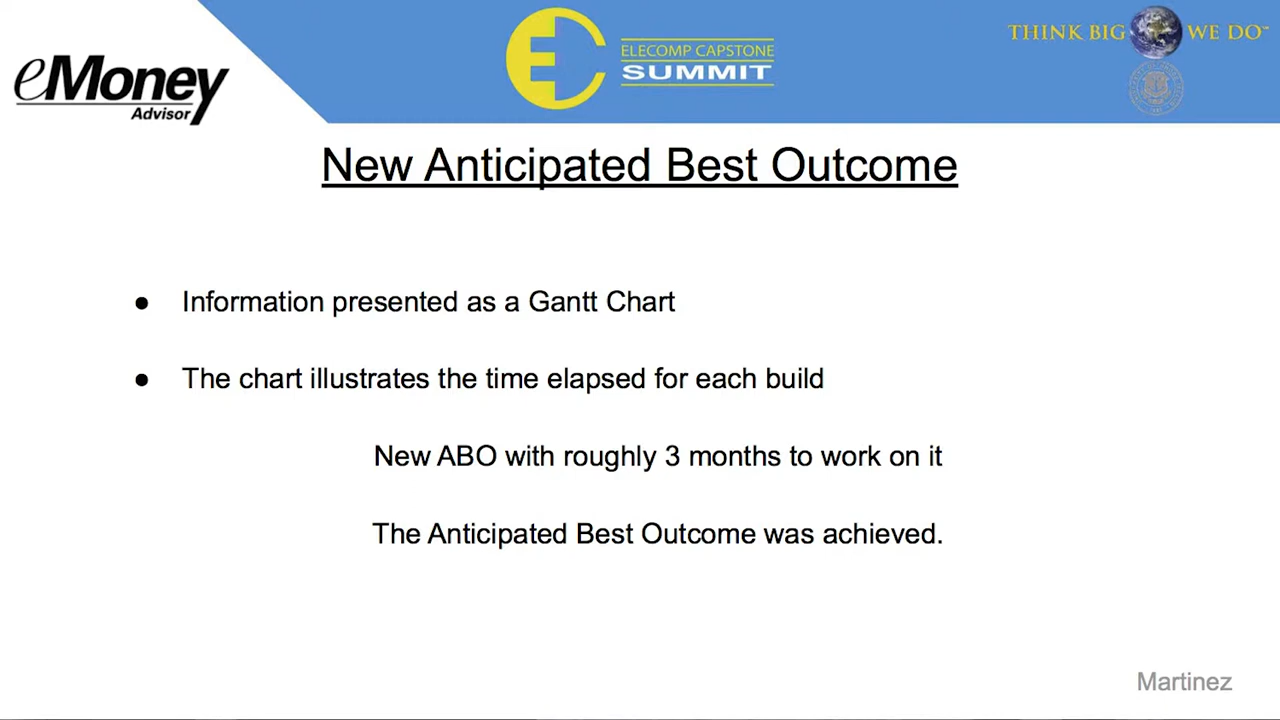 eMoney
Advisor
ELECOMP CAPSTONE
SUMMIT
THINK BIG WE DO™
New Anticipated Best Outcome
● Information presented as a Gantt Chart
● The chart illustrates the time elapsed for each build
New ABO with roughly 3 months to work on it
The Anticipated Best Outcome was achieved.
Martinez